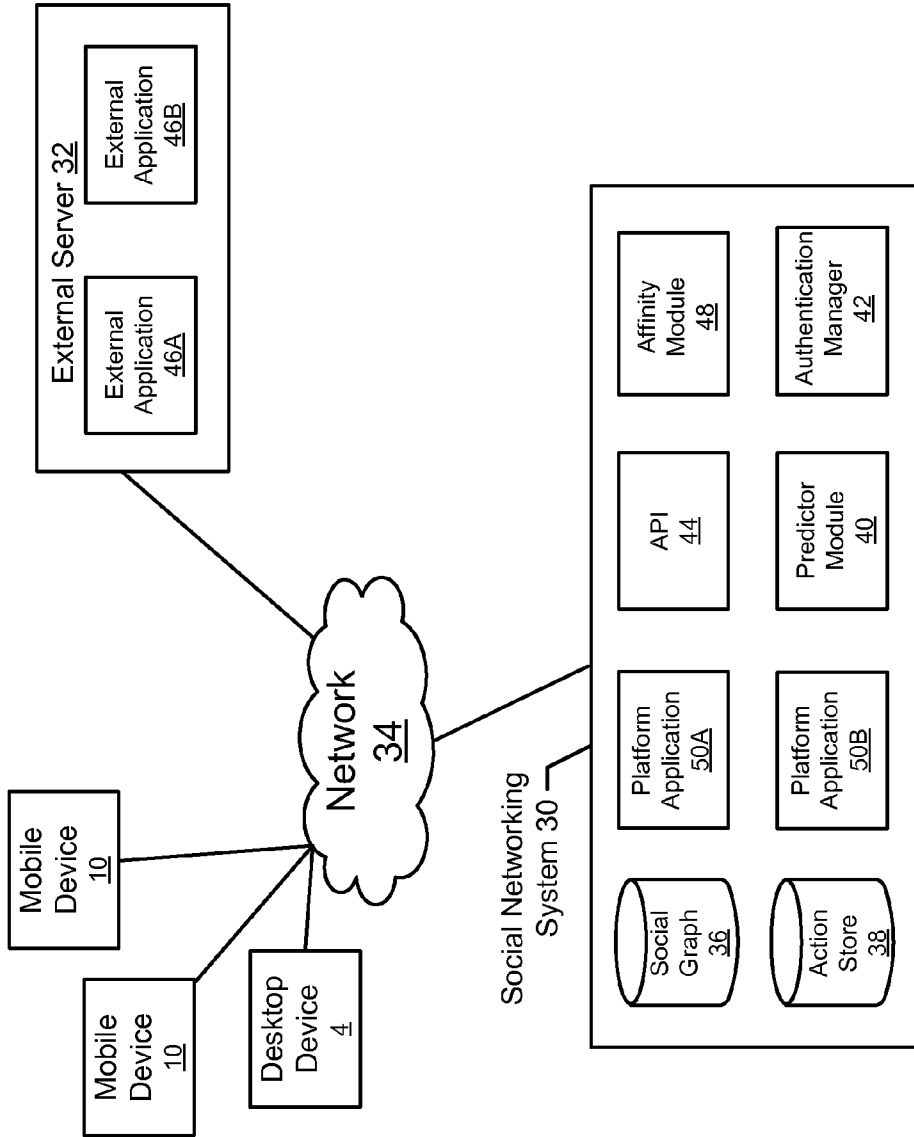 Mobile
Device
10
Mobile
Device
10
Desktop
Device
4
Network
34
External Server 32
External
Application
46A
External
Application
46B
Social Networking
System 30
Social
Graph
36
Platform
Application
50A
API
44
Affinity
Module
48
Action
Store
38
Platform
Application
50B
Predictor
Module
40
Authentication
Manager
42